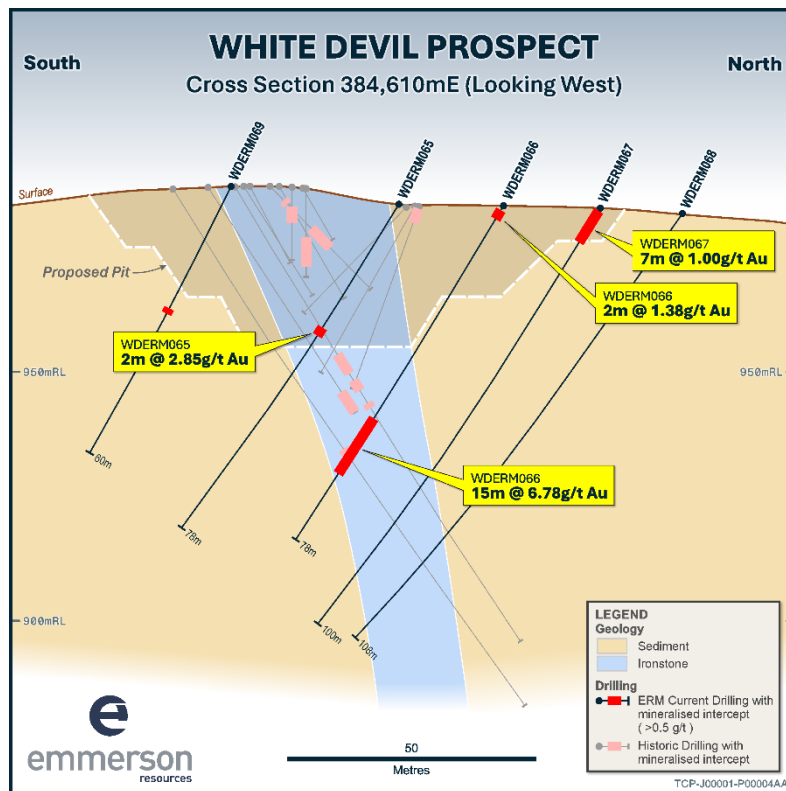 WHITE DEVIL PROSPECT
Cross Section 384,610mE (Looking West)
South
North
WDERM069
WDERM065
WDERM066
WDERM067
WDERM068
Surface
Proposed Pit
WDERM067
7m @ 1.00g/t Au
WDERM066
2m @ 1.38g/t Au
WDERM065
2m @ 2.85g/t Au
950mRL
950mRL
60m
WDERM066
15m @ 6.78g/t Au
78m
78m
100m
108m
900mRL
LEGEND
Geology
Sediment
Ironstone
Drilling
ERM Current Drilling with
mineralised intercept
( >0.5 g/t )
Historic Drilling with
mineralised intercept
emmerson
resources
50
Metres
TCP-J00001-P00004AA